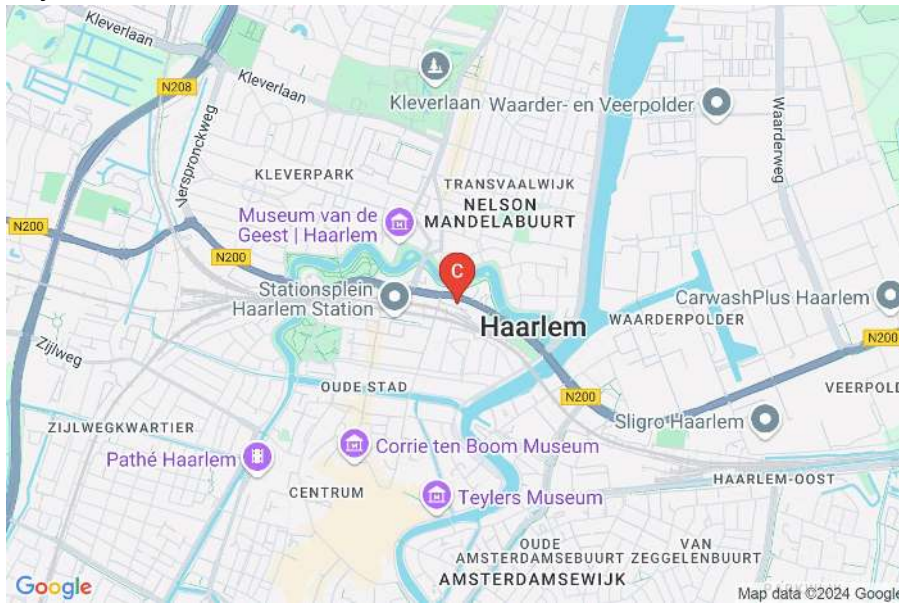 Kleverlaan
N208
Kleverlaan
Kleverlaan
Waarder- en Veerpolder
Waarderweg
Verspronckweg
KLEVERPARK
TRANSVAALWIJK
NELSON
MANDELABUURT
Museum van de
Geest | Haarlem
N200
N200
C
Stationsplein
Haarlem Station
CarwashPlus Haarlem
Haarlem
WAARDERPOLDER
N200
Zijlweg
OUDE STAD
N200
VEERPOLD
Sligro Haarlem
ZIJLWEGKWARTIER
Corrie ten Boom Museum
Pathé Haarlem
HAARLEM-OOST
CENTRUM
Teylers Museum
OUDE
AMSTERDAMSEBUURT
VAN
ZEGGELENBUURT
AMSTERDAMSEWIJK
Google
Map data ©2024 Google